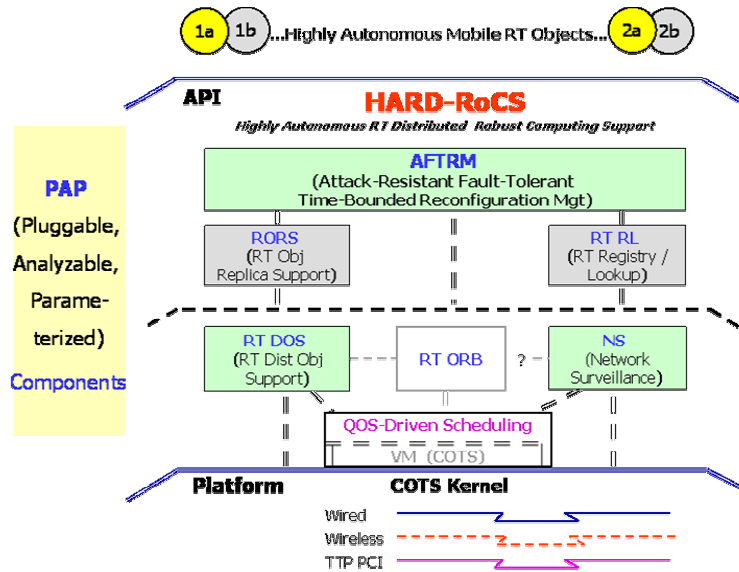 1a 1b ...Highly Autonomous Mobile RT Objects... 2a 2b
API
HARD-RoCS
Highly Autonomous RT Distributed Robust Computing Support
AFTRM
(Attack-Resistant Fault-Tolerant
Time-Bounded Reconfiguration Mgt)
PAP
(Pluggable,
Analyzable,
Parame-
terized)
Components
RORS
(RT Obj
Replica Support)
RT RL
(RT Registry /
Lookup)
RT DOS
(RT Dist Obj
Support)
RT ORB
?
NS
(Network
Surveillance)
QOS-Driven Scheduling
VM (COTS)
Platform
COTS Kernel
Wired
Wireless
TTP PCI